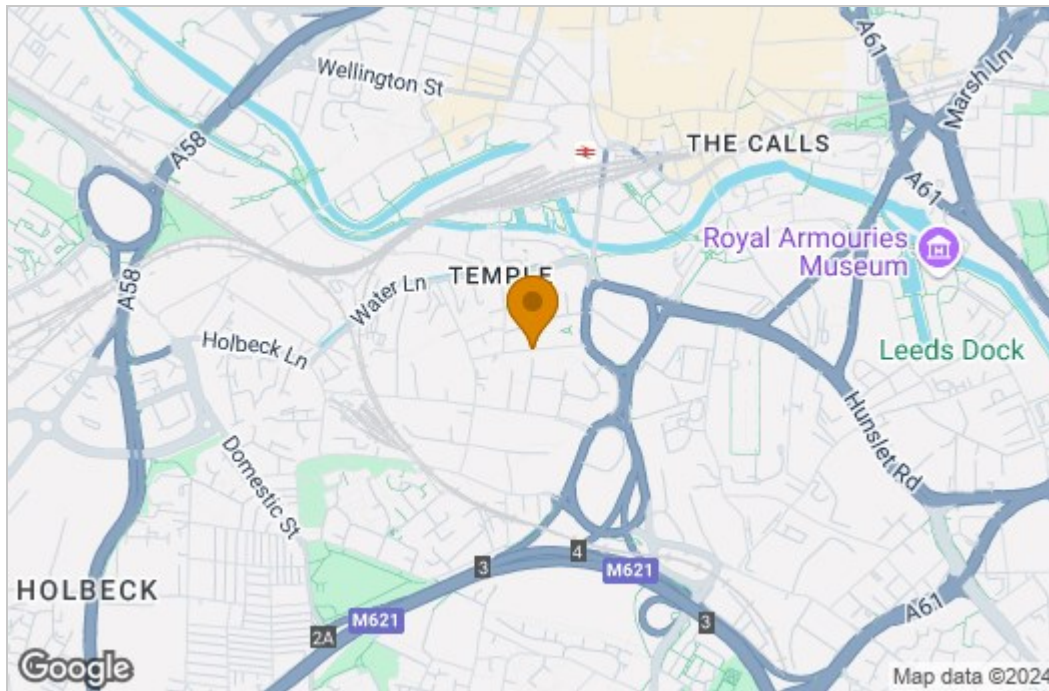 Wellington St
A61
Marsh Ln
A58
THE CALLS
A61
Royal Armouries
Museum
A58
Water Ln
TEMPLE
Holbeck Ln
Leeds Dock
Hunslet Rd
Domestic St
HOLBECK
3
4
M621
M621
2A
3
A61
Google
Map data ©2024